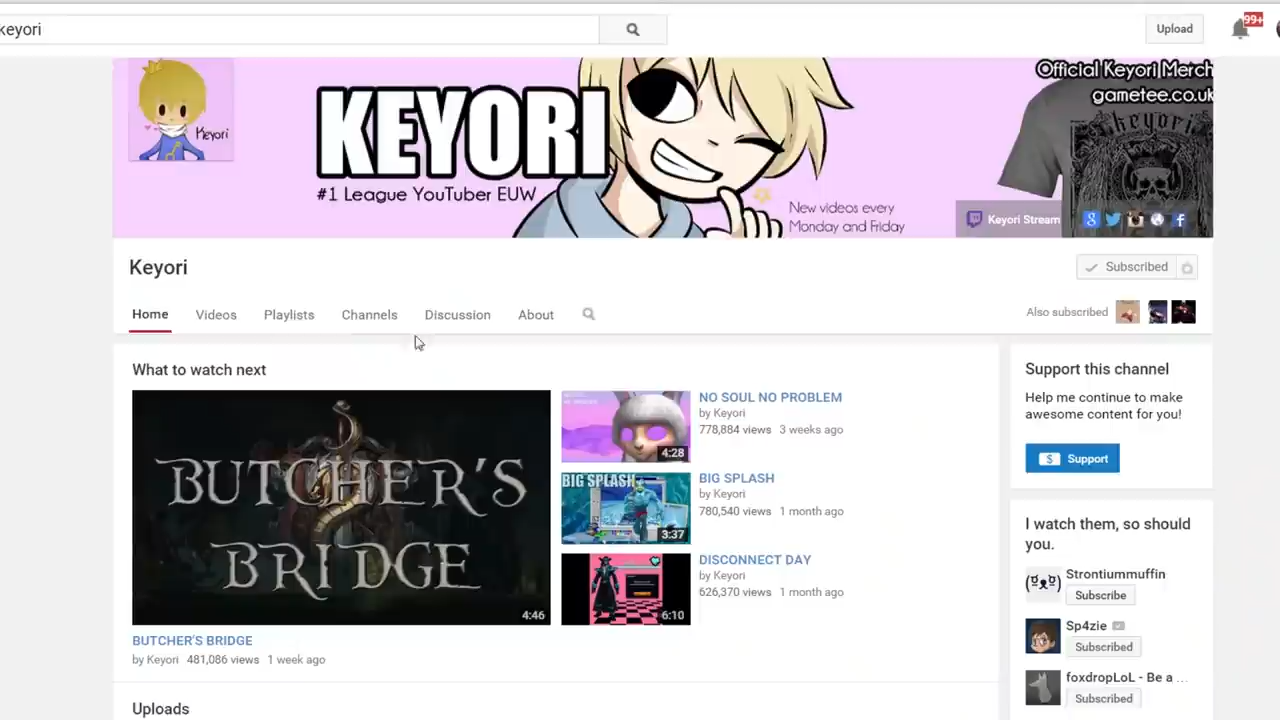 keyori
Upload
99+
Official Keyori Merch
gametee.co.uk
Keyori
KEYORI
#1 League YouTuber EUW
New videos every
Monday and Friday
keyori
Keyori Stream
Keyori
Subscribed
Home Videos Playlists Channels Discussion About
Also subscribed
What to watch next
BUTCHER'S
BRIDGE
4:46
BUTCHER'S BRIDGE
by Keyori 481,086 views 1 week ago
4:28
NO SOUL NO PROBLEM
by Keyori
778,884 views 3 weeks ago
BIG SPLASH
3:37
BIG SPLASH
by Keyori
780,540 views 1 month ago
6:10
DISCONNECT DAY
by Keyori
626,370 views 1 month ago
Uploads
Support this channel
Help me continue to make
awesome content for you!
$ Support
I watch them, so should
you.
Strontiummuffin
Subscribe
Sp4zie
Subscribed
foxdropLoL - Be a ...
Subscribed